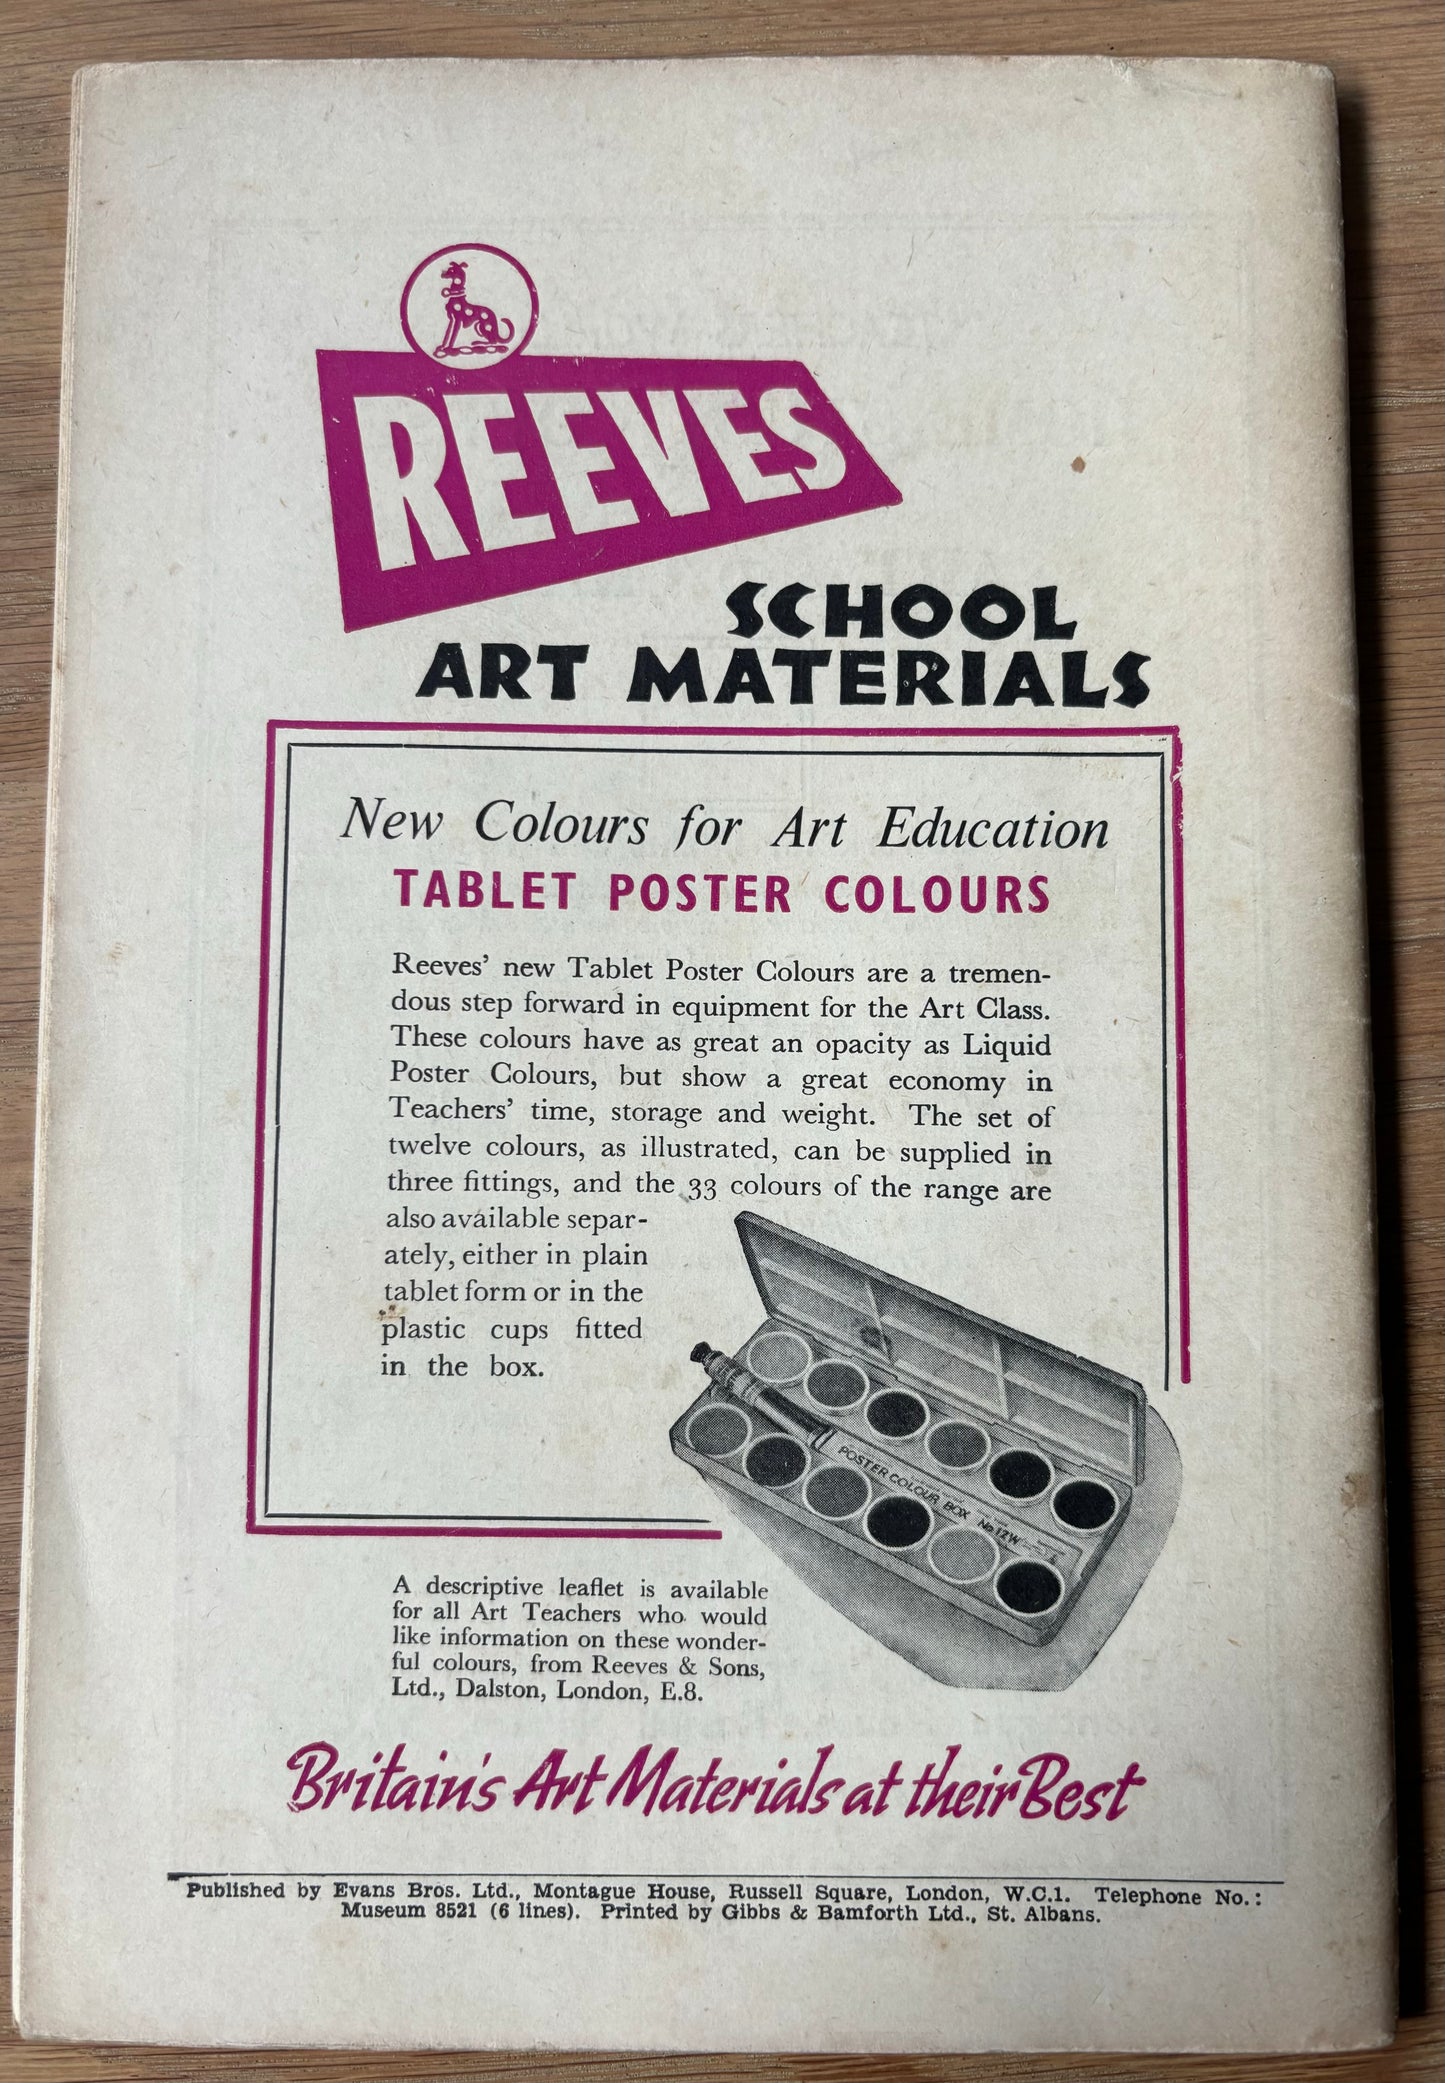 REEVES
SCHOOL
ART MATERIALS
New Colours for Art Education
TABLET POSTER COLOURS
Reeves' new Tablet Poster Colours are a tremen-
dous step forward in equipment for the Art Class.
These colours have as great an opacity as Liquid
Poster Colours, but show a great economy in
Teachers' time, storage and weight. The set of
twelve colours, as illustrated, can be supplied in
three fittings, and the 33 colours of the range are
also available separ-
ately, either in plain
tablet form or in the
plastic cups fitted
in the box.
POSTER COLOUR BOX No 12W
A descriptive leaflet is available
for all Art Teachers who would
like information on these wonder-
ful colours, from Reeves & Sons,
Ltd., Dalston, London, E.8.
Britain's Art Materials at their Best
Published by Evans Bros. Ltd., Montague House, Russell Square, London, W.C.1. Telephone No.:
Museum 8521 (6 lines). Printed by Gibbs & Bamforth Ltd., St. Albans.